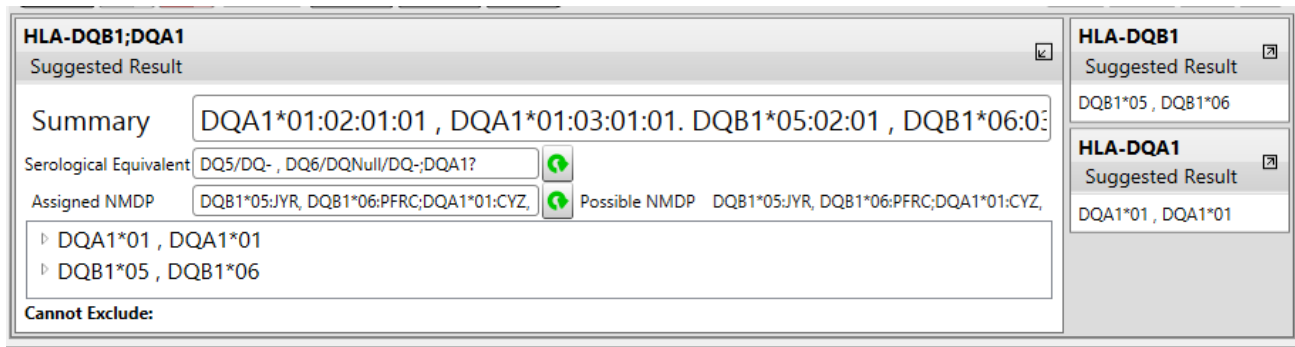 HLA-DQB1;DQA1
Suggested Result
Summary DQA1*01:02:01:01 , DQA1*01:03:01:01. DQB1*05:02:01 , DQB1*06:03
Serological Equivalent DQ5/DQ- , DQ6/DQNull/DQ-;DQA1?
Assigned NMDP DQB1*05:JYR, DQB1*06:PFRC;DQA1*01:CYZ, Possible NMDP DQB1*05:JYR, DQB1*06:PFRC;DQA1*01:CYZ,
DQA1*01 , DQA1*01
DQB1*05 , DQB1*06
Cannot Exclude:
HLA-DQB1
Suggested Result
DQB1*05 , DQB1*06
HLA-DQA1
Suggested Result
DQA1*01 , DQA1*01